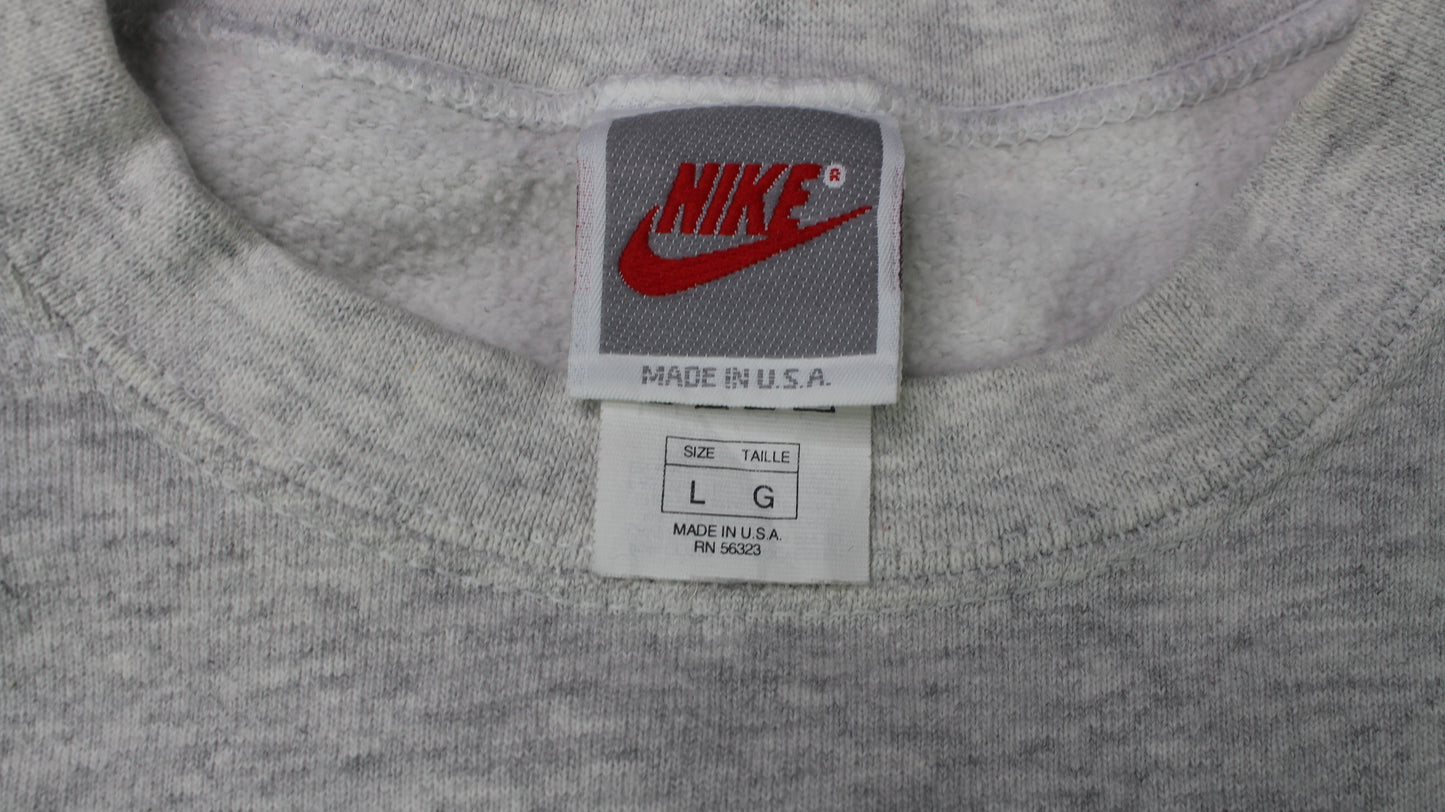 NIKE®
MADE IN U.S.A.
SIZE TAILLE
L G
MADE IN U.S.A.
RN 56323